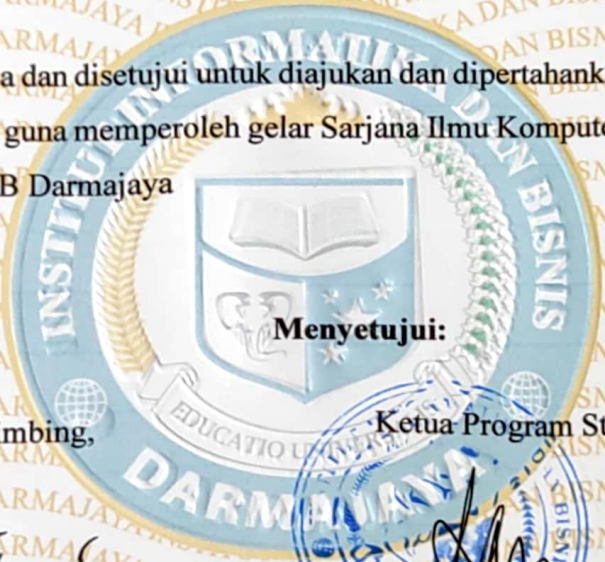 a dan disetujui untuk diajukan dan dipertahank
guna memperoleh gelar Sarjana Ilmu Kompute
B Darmajaya
INSTITUT INFORMATIKA DAN BISNIS
Menyetujui:
imbing,
Ketua Program St
EDUCATIO
DARMAJAYA